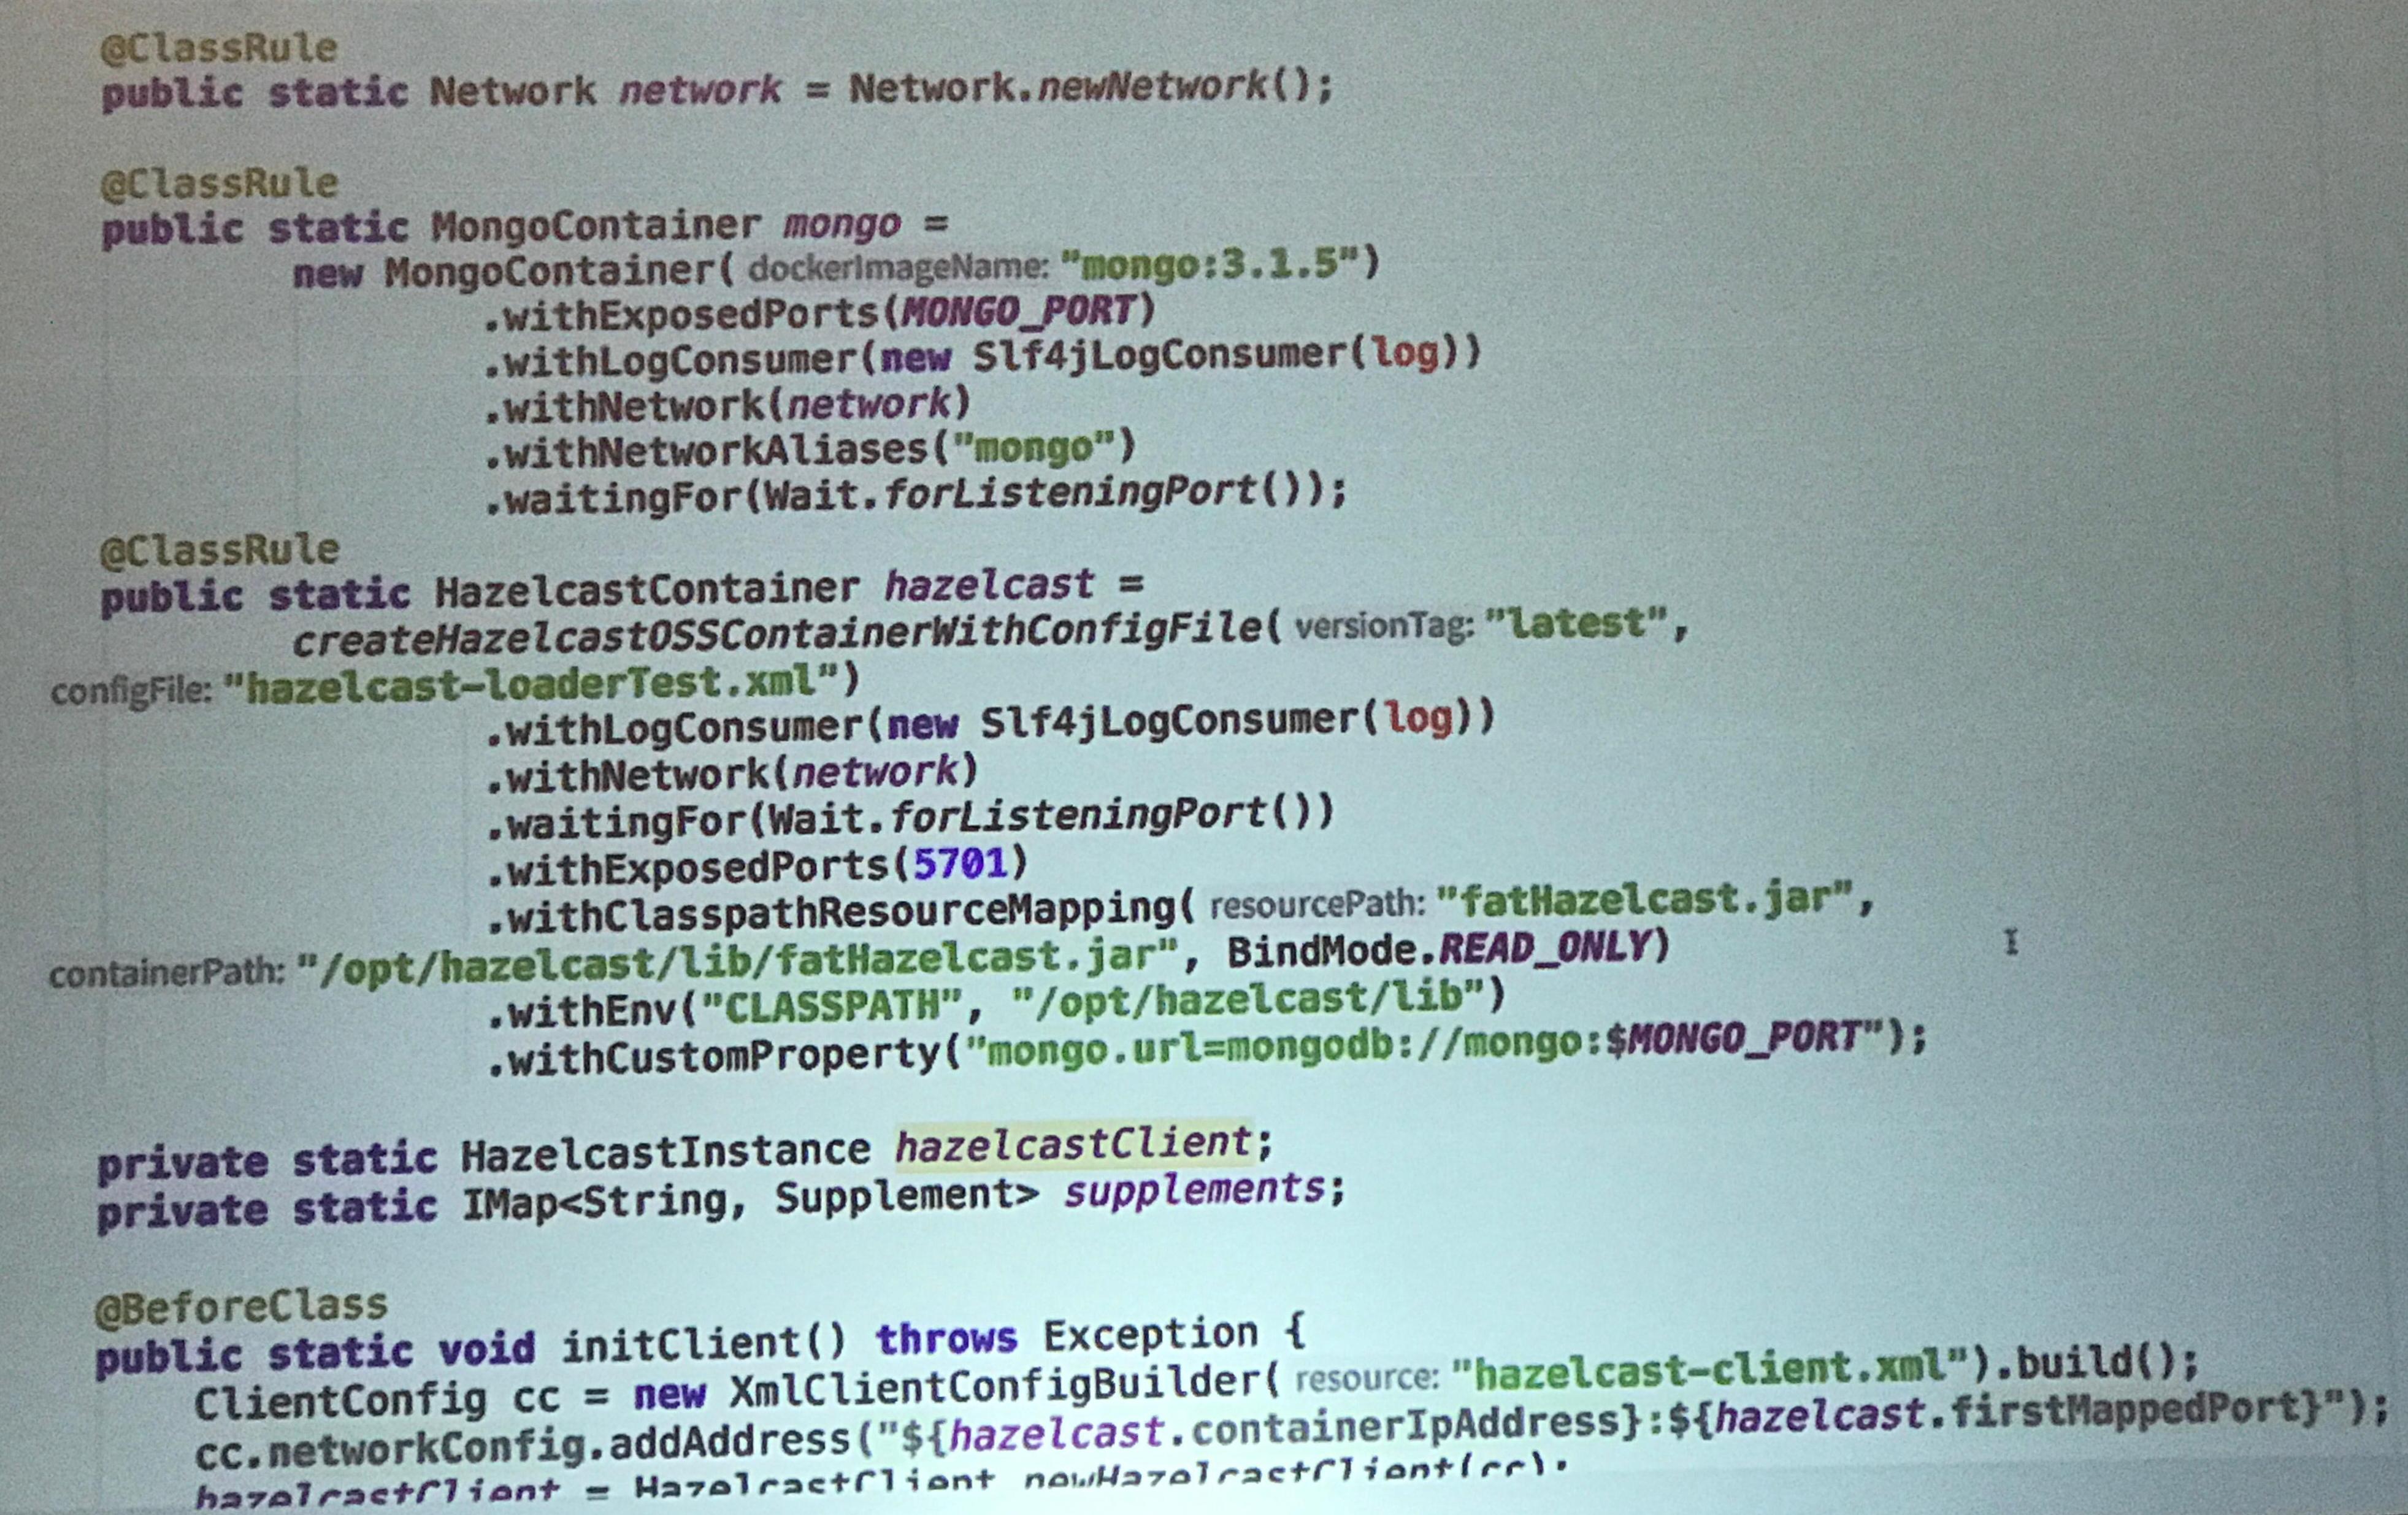 @ClassRule
public static Network network = Network.newNetwork();
@ClassRule
public static MongoContainer mongo =
new MongoContainer( dockerImageName: "mongo:3.1.5")
.withExposedPorts(MONGO_PORT)
.withLogConsumer(new Slf4jLogConsumer(log))
.withNetwork(network)
.withNetworkAliases("mongo")
.waitingFor(Wait.forListeningPort());
@ClassRule
public static HazelcastContainer hazelcast =
createHazelcastOSSContainerWithConfigFile( versionTag: "latest",
configFile: "hazelcast-loaderTest.xml")
.withLogConsumer(new Slf4jLogConsumer(log))
.withNetwork(network)
.waitingFor(Wait.forListeningPort())
.withExposedPorts(5701)
.withClasspathResourceMapping( resourcePath: "fatHazelcast.jar",
containerPath: "/opt/hazelcast/lib/fatHazelcast.jar", BindMode.READ_ONLY)
.withEnv("CLASSPATH", "/opt/hazelcast/lib")
.withCustomProperty("mongo.url=mongodb://mongo:$MONGO_PORT");
private static HazelcastInstance hazelcastClient;
private static IMap<String, Supplement> supplements;
@BeforeClass
public static void initClient() throws Exception {
ClientConfig cc = new XmlClientConfigBuilder( resource: "hazelcast-client.xml").build();
cc.networkConfig.addAddress("${hazelcast.containerIpAddress}:${hazelcast.firstMappedPort}");
hazelcastClient = HazelcastClient.newHazelcastClient(cc);